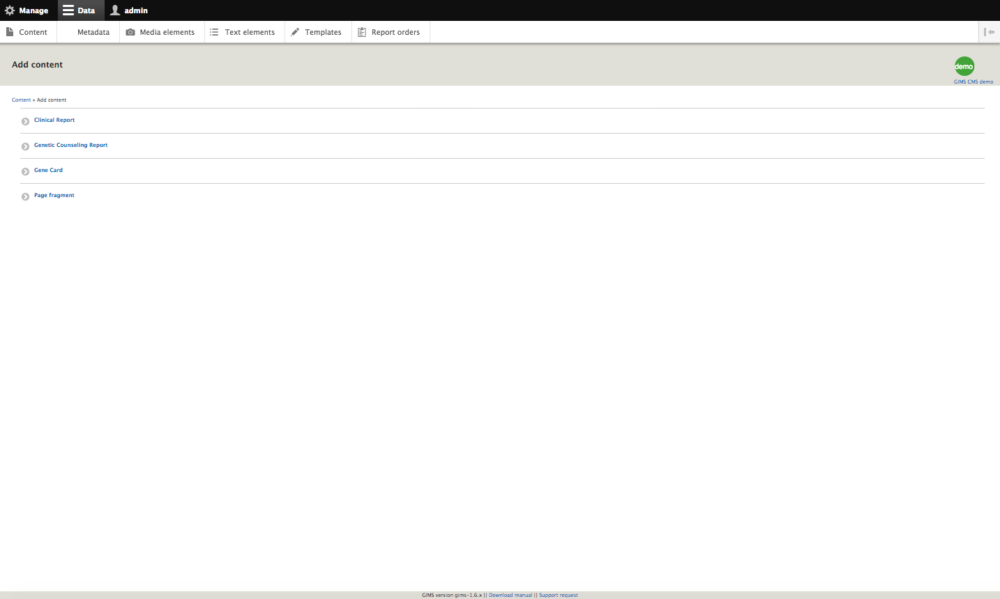 Manage Data admin
Content Metadata Media elements Text elements Templates Report orders
Add content
demo
GIMS CMS demo
Content » Add content
Clinical Report
Genetic Counseling Report
Gene Card
Page fragment
GIMS version gims-1.6.x || Download manual || Support request